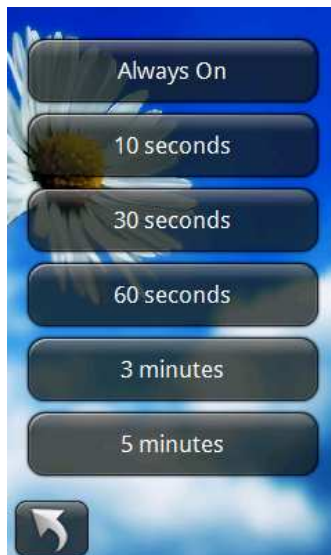 Always On
10 seconds
30 seconds
60 seconds
3 minutes
5 minutes